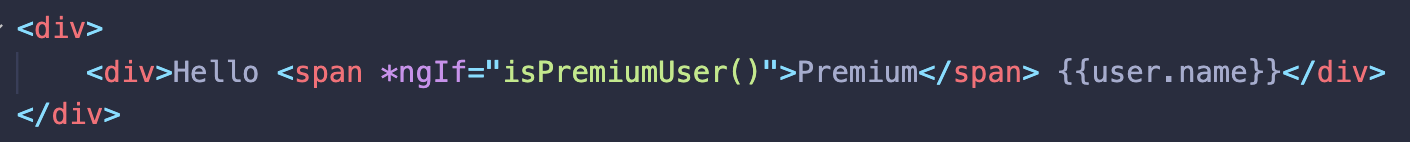 <div>
    <div>Hello <span *ngIf="isPremiumUser()">Premium</span> {{user.name}}</div>
</div>